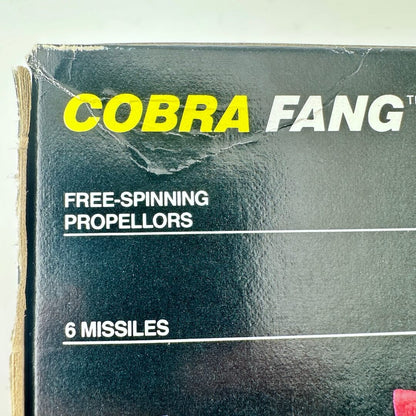 COBRA FANG™
FREE-SPINNING
PROPELLORS
6 MISSILES